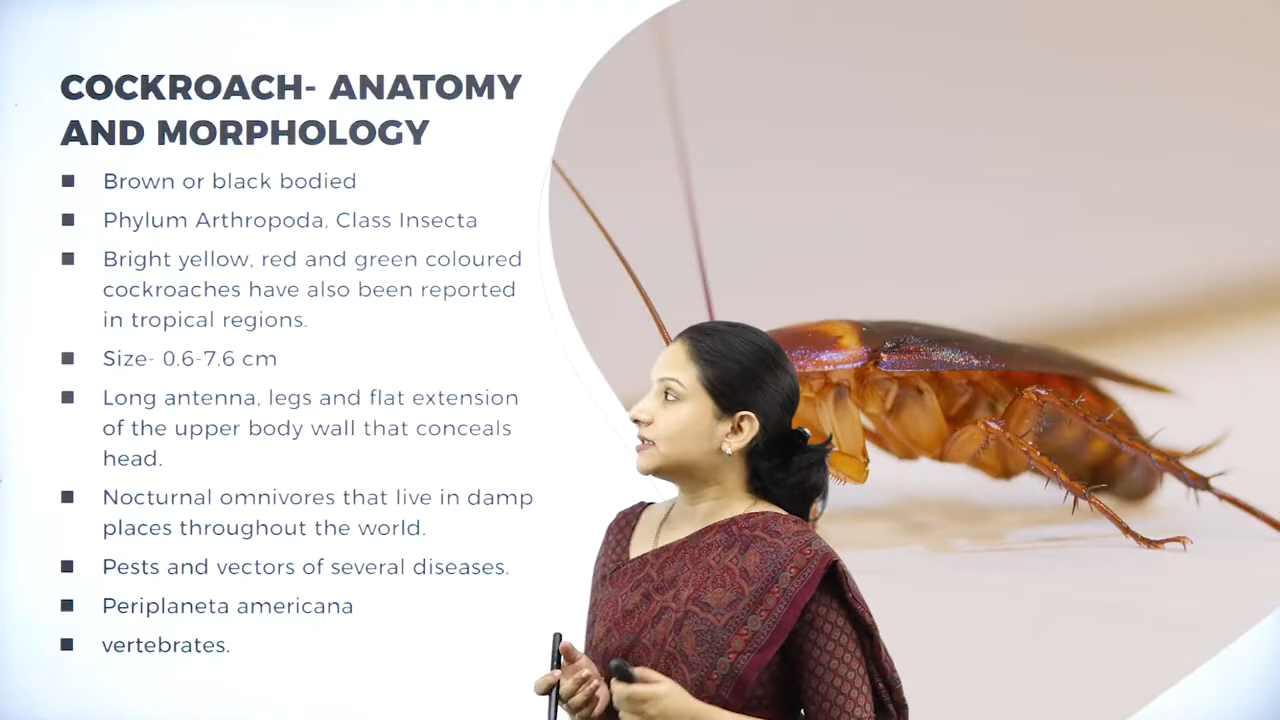 COCKROACH- ANATOMY
AND MORPHOLOGY
■ Brown or black bodied
■ Phylum Arthropoda, Class Insecta
■ Bright yellow, red and green coloured
cockroaches have also been reported
in tropical regions.
■ Size- 0.6-7.6 cm
■ Long antenna, legs and flat extension
of the upper body wall that conceals
head.
■ Nocturnal omnivores that live in damp
places throughout the world.
■ Pests and vectors of several diseases.
■ Periplaneta americana
■ vertebrates.